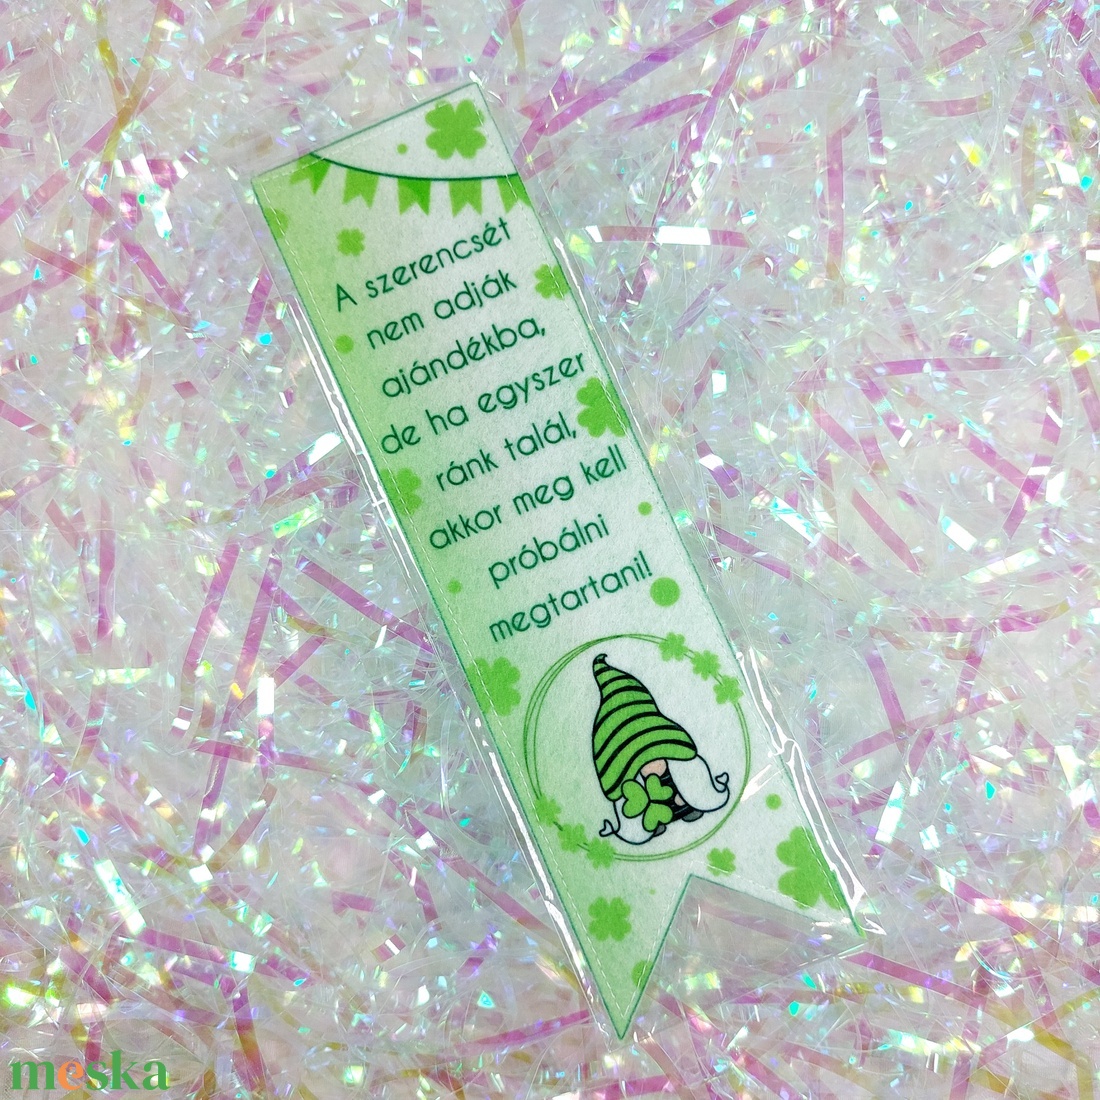 A szerencsét
nem adják
ajándékba,
de ha egyszer
ránk talál,
akkor meg kell
próbálni
megtartani!
meska